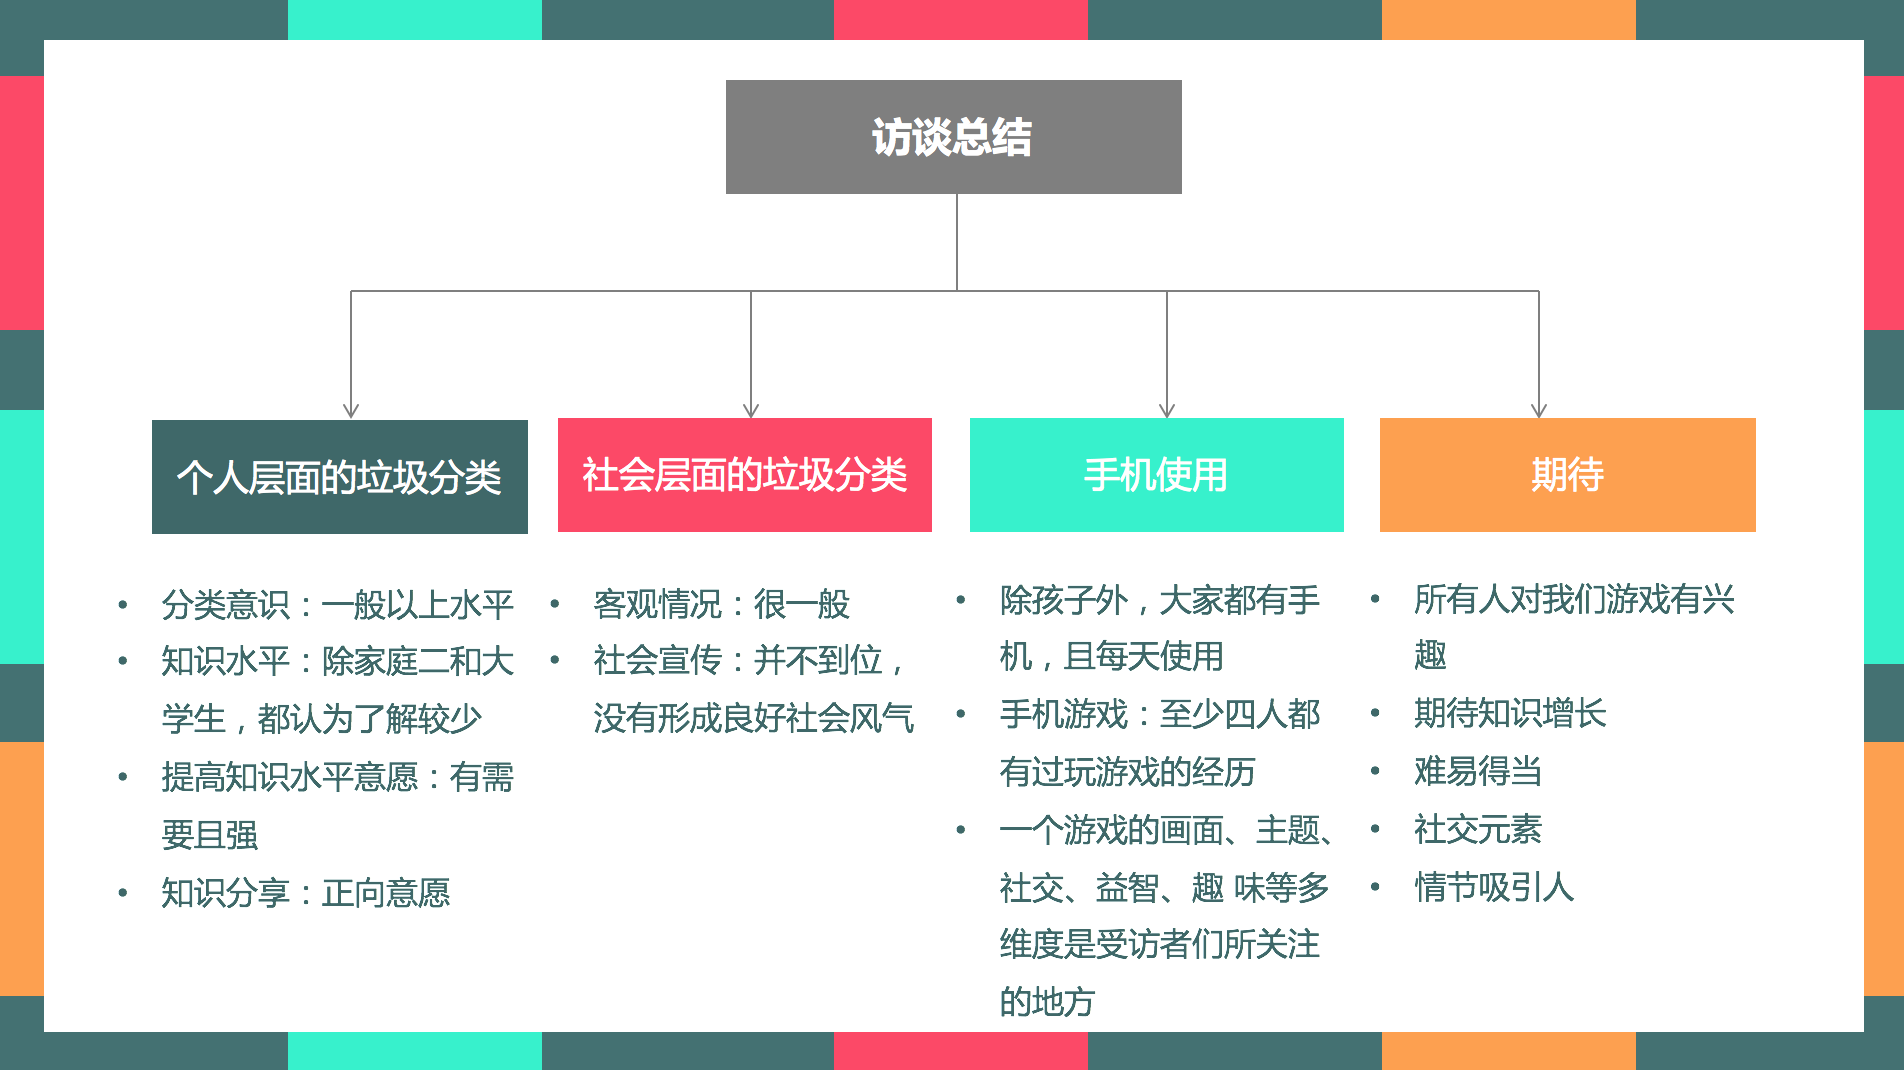 访谈总结
个人层面的垃圾分类
• 分类意识：一般以上水平
• 知识水平：除家庭二和大
学生，都认为了解较少
• 提高知识水平意愿：有需
要且强
• 知识分享：正向意愿
社会层面的垃圾分类
• 客观情况：很一般
• 社会宣传：并不到位，
没有形成良好社会风气
手机使用
• 除孩子外，大家都有手
机，且每天使用
• 手机游戏：至少四人都
有过玩游戏的经历
• 一个游戏的画面、主题、
社交、益智、趣 味等多
维度是受访者们所关注
的地方
期待
• 所有人对我们游戏有兴
趣
• 期待知识增长
• 难易得当
• 社交元素
• 情节吸引人